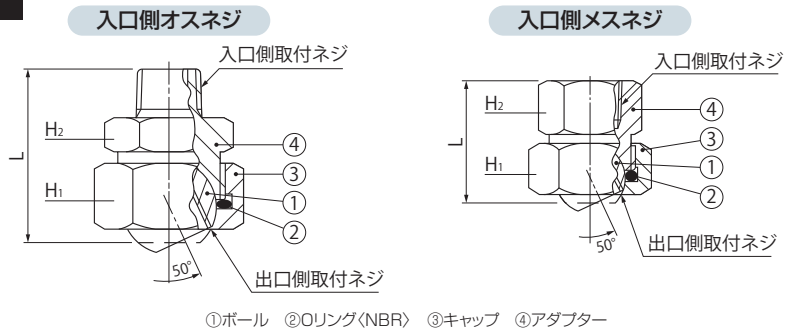 入口側オスネジ
入口側取付ネジ
L
H2
H1
④
③
①
②
50°
出口側取付ネジ
入口側メスネジ
入口側取付ネジ
L
H2
H1
④
③
①
②
50°
出口側取付ネジ
①ボール ②Oリング〈NBR〉 ③キャップ ④アダプター